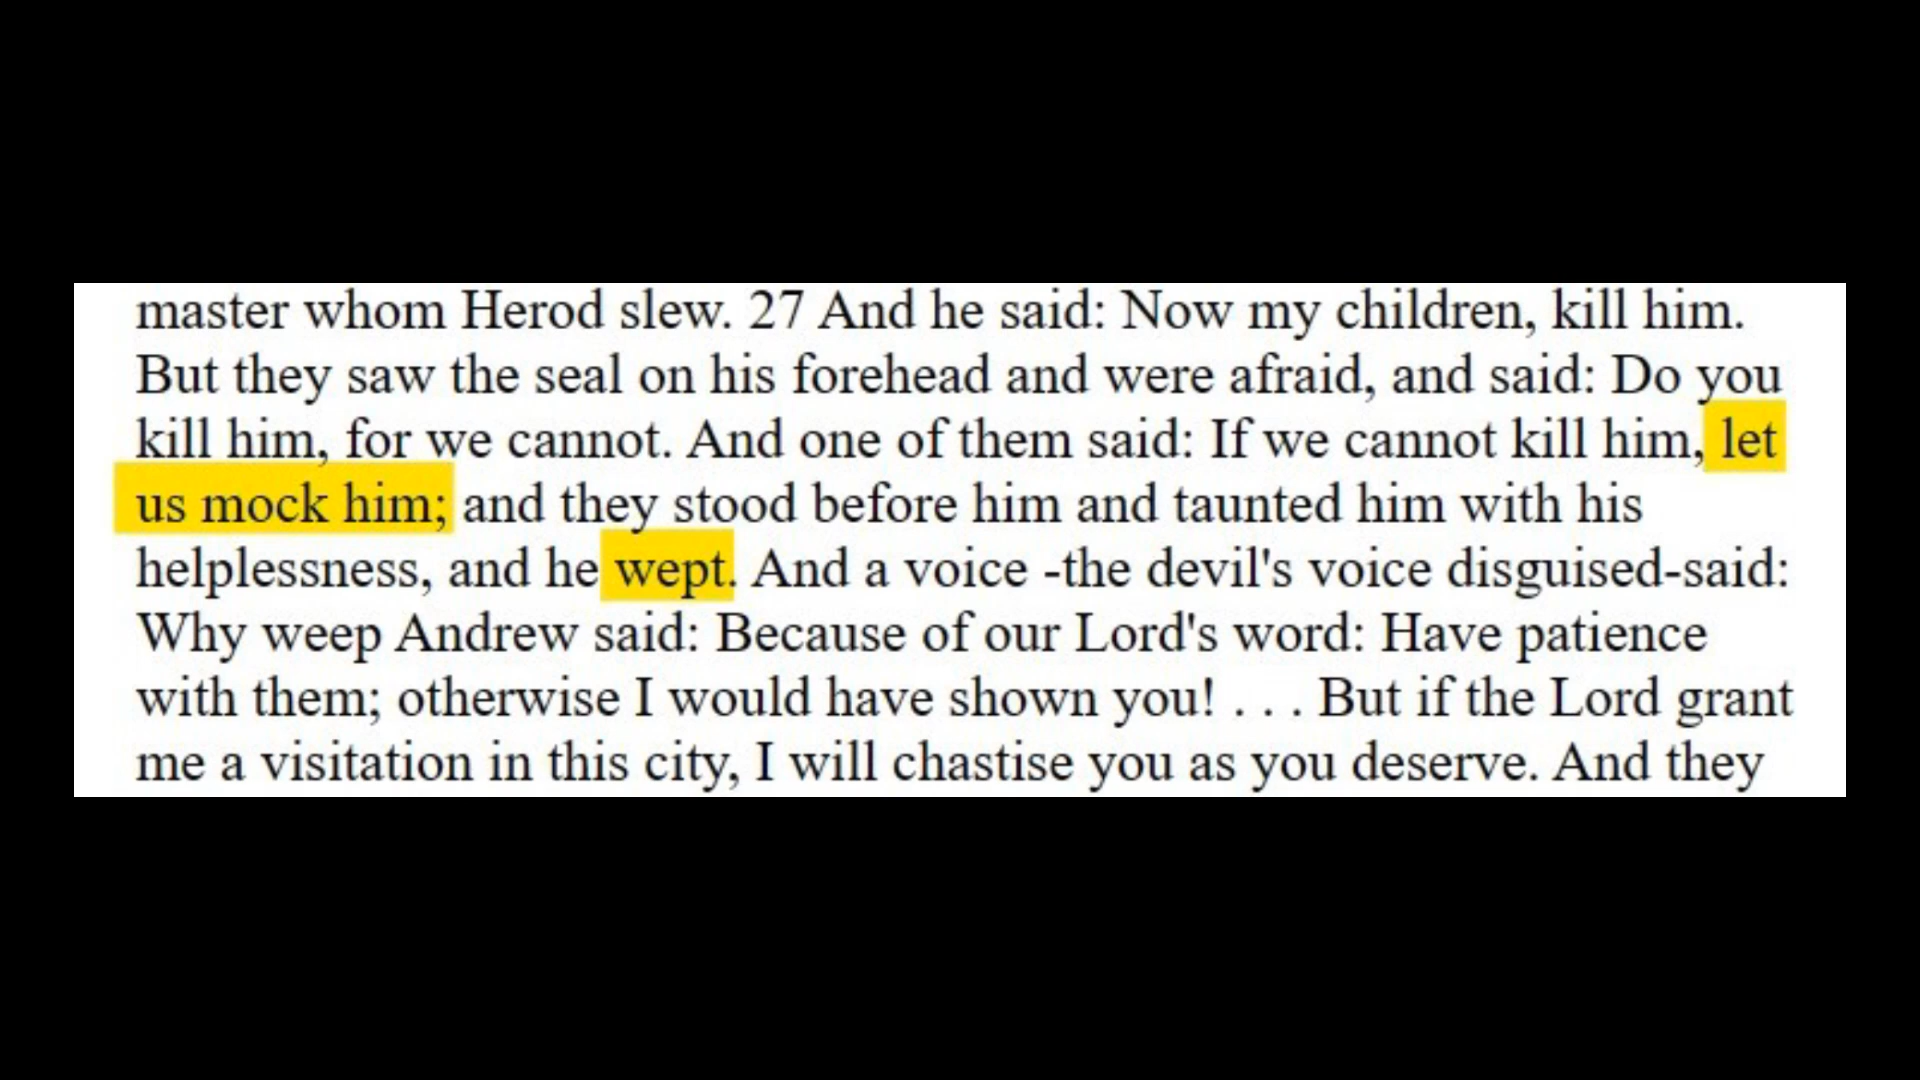 master whom Herod slew. 27 And he said: Now my children, kill him.
But they saw the seal on his forehead and were afraid, and said: Do you
kill him, for we cannot. And one of them said: If we cannot kill him, let
us mock him; and they stood before him and taunted him with his
helplessness, and he wept. And a voice -the devil's voice disguised-said:
Why weep Andrew said: Because of our Lord's word: Have patience
with them; otherwise I would have shown you! . . . But if the Lord grant
me a visitation in this city, I will chastise you as you deserve. And they